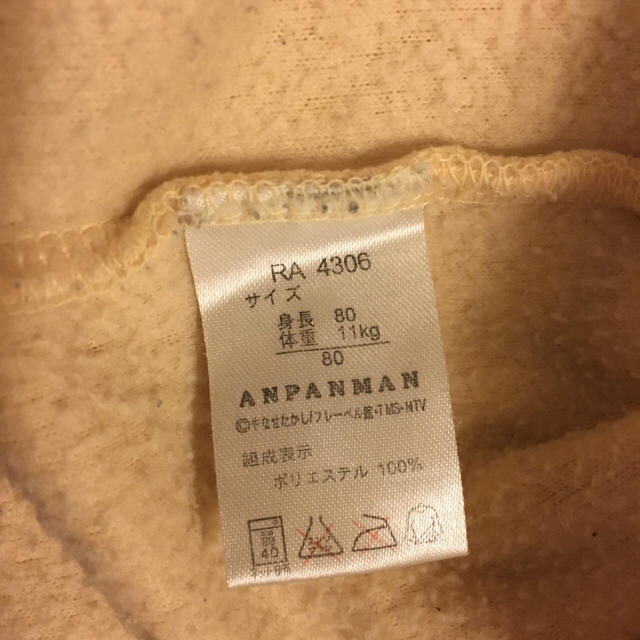 RA 4306
サイズ
身長 80
体重 11kg
80
ANPANMAN
©やなせたかし/フレーベル館・TMS・NTV
組成表示
ポリエステル 100%
弱
40